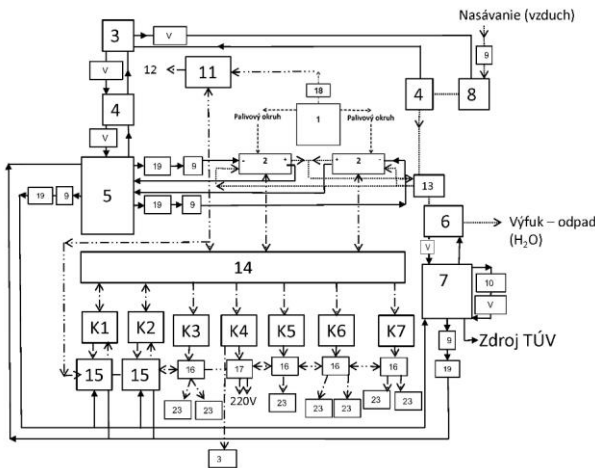 Nasávanie (vzduch)
3
V
9
V
12
11
18
4
8
4
Palivový okruh
1
Palivový okruh
V
5
19
9
- 2 +
+ 2 -
13
19
9
19
9
6
Výfuk – odpad
(H₂O)
V
14
7
10
V
K1
K2
K3
K4
K5
K6
K7
9
Zdroj TÚV
15
15
16
17
16
16
16
19
23
23
220V
23
23
23
23
23
3